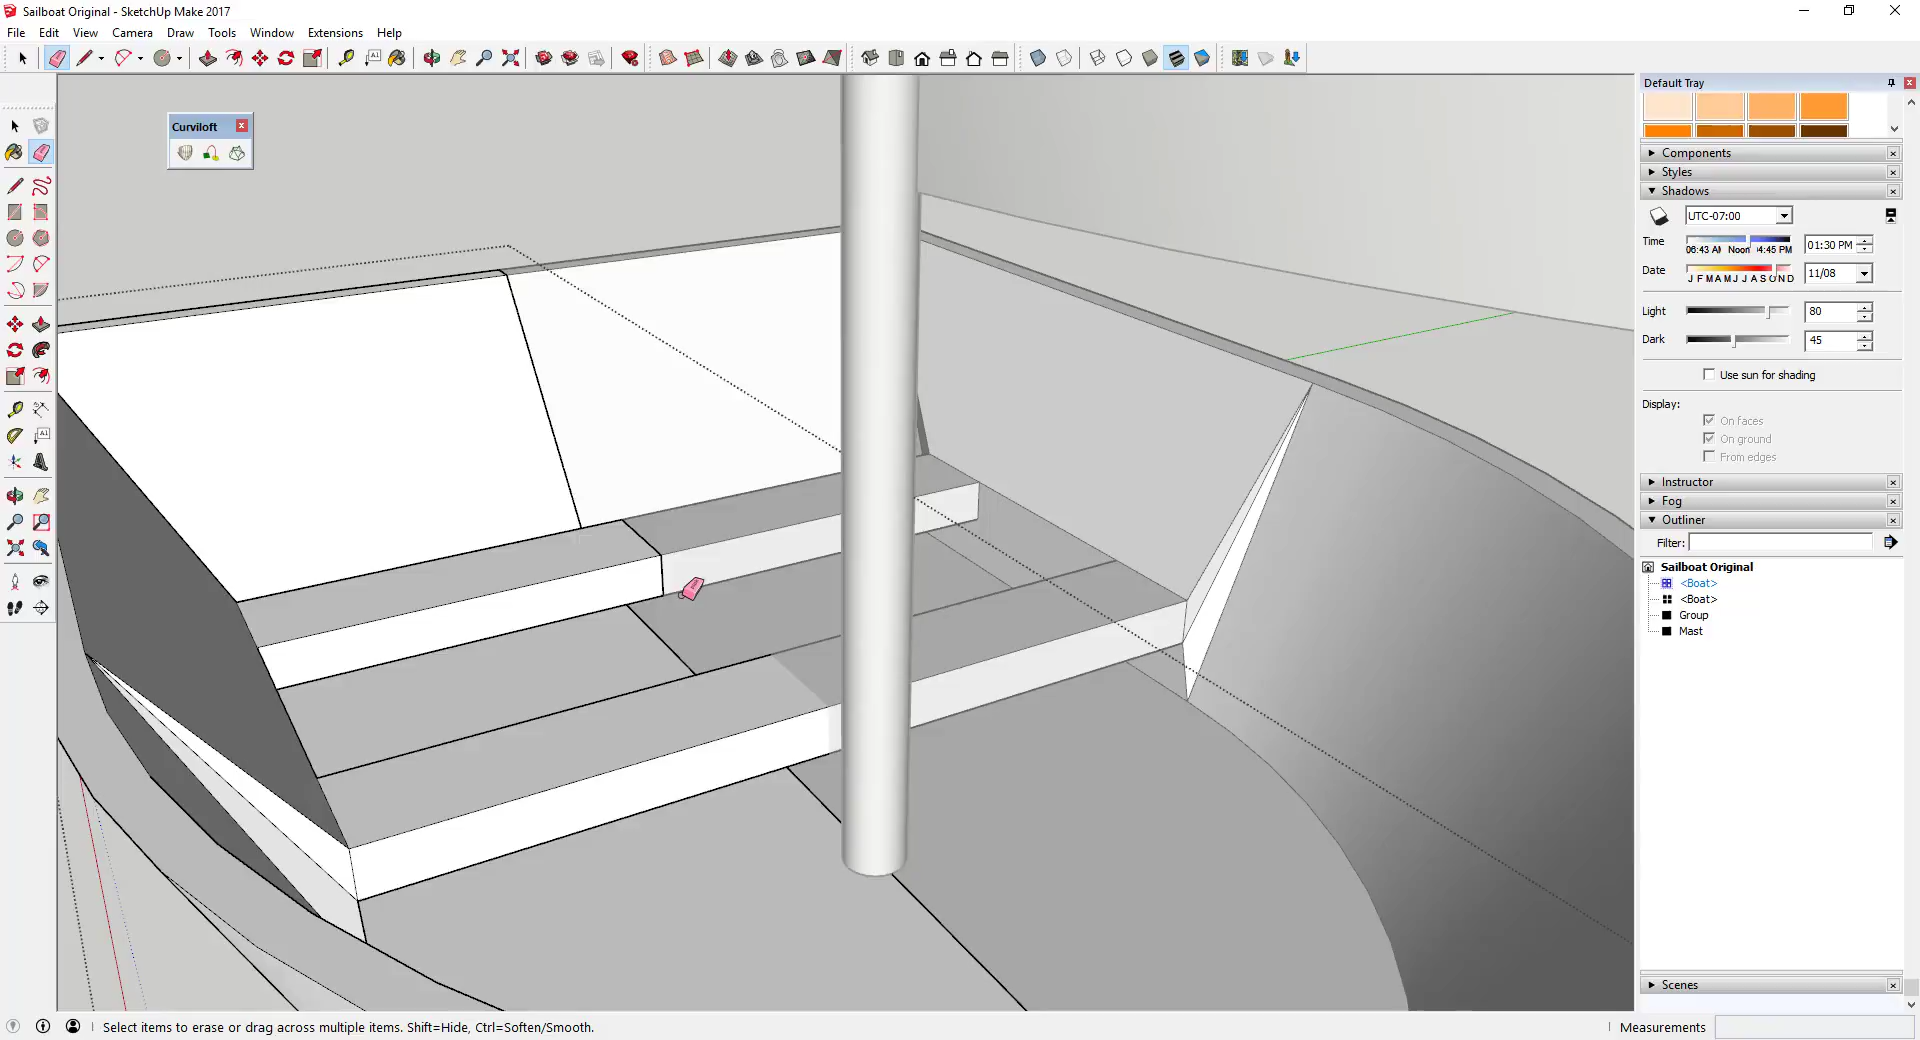 Sailboat Original - SketchUp Make 2017
File Edit View Camera Draw Tools Window Extensions Help
Default Tray
Curviloft
Components
Styles
Shadows
UTC-07:00
Time
06:43 AM Noon 04:45 PM
01:30 PM
Date
J F M A M J J A S O N D
11/08
Light
80
Dark
45
Use sun for shading
Display:
On faces
On ground
From edges
Instructor
Fog
Outliner
Filter:
Sailboat Original
<Boat>
<Boat>
Group
Mast
Scenes
Select items to erase or drag across multiple items. Shift=Hide, Ctrl=Soften/Smooth.
Measurements